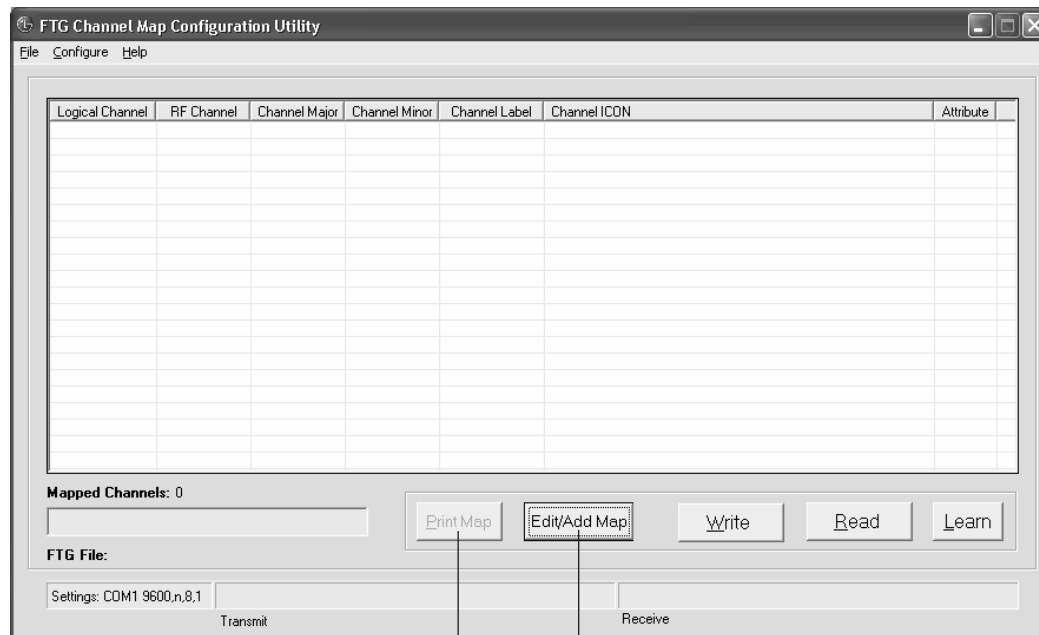 FTG Channel Map Configuration Utility
File Configure Help
Logical Channel RF Channel Channel Major Channel Minor Channel Label Channel ICON Attribute
Mapped Channels: 0
Print Map Edit/Add Map Write Read Learn
FTG File:
Settings: COM1 9600,n,8,1
Transmit Receive